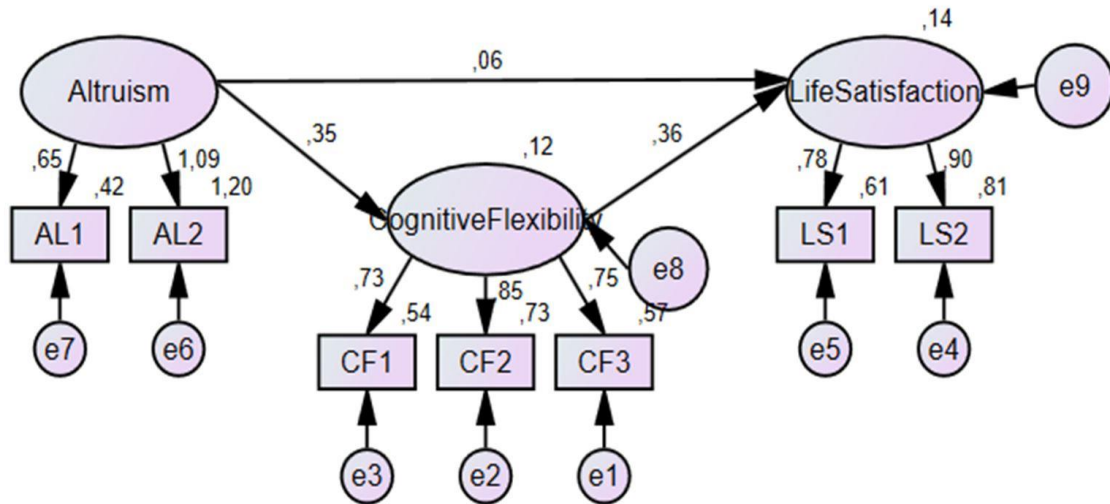 ,14
Altruism
,06
LifeSatisfaction
e9
,35
,36
,12
,65
1,09
,78
,90
,42
1,20
,61
,81
CognitiveFlexibility
AL1
AL2
LS1
LS2
e8
,73
85
,75
,54
,73
,57
e7
e6
e5
e4
CF1
CF2
CF3
e3
e2
e1